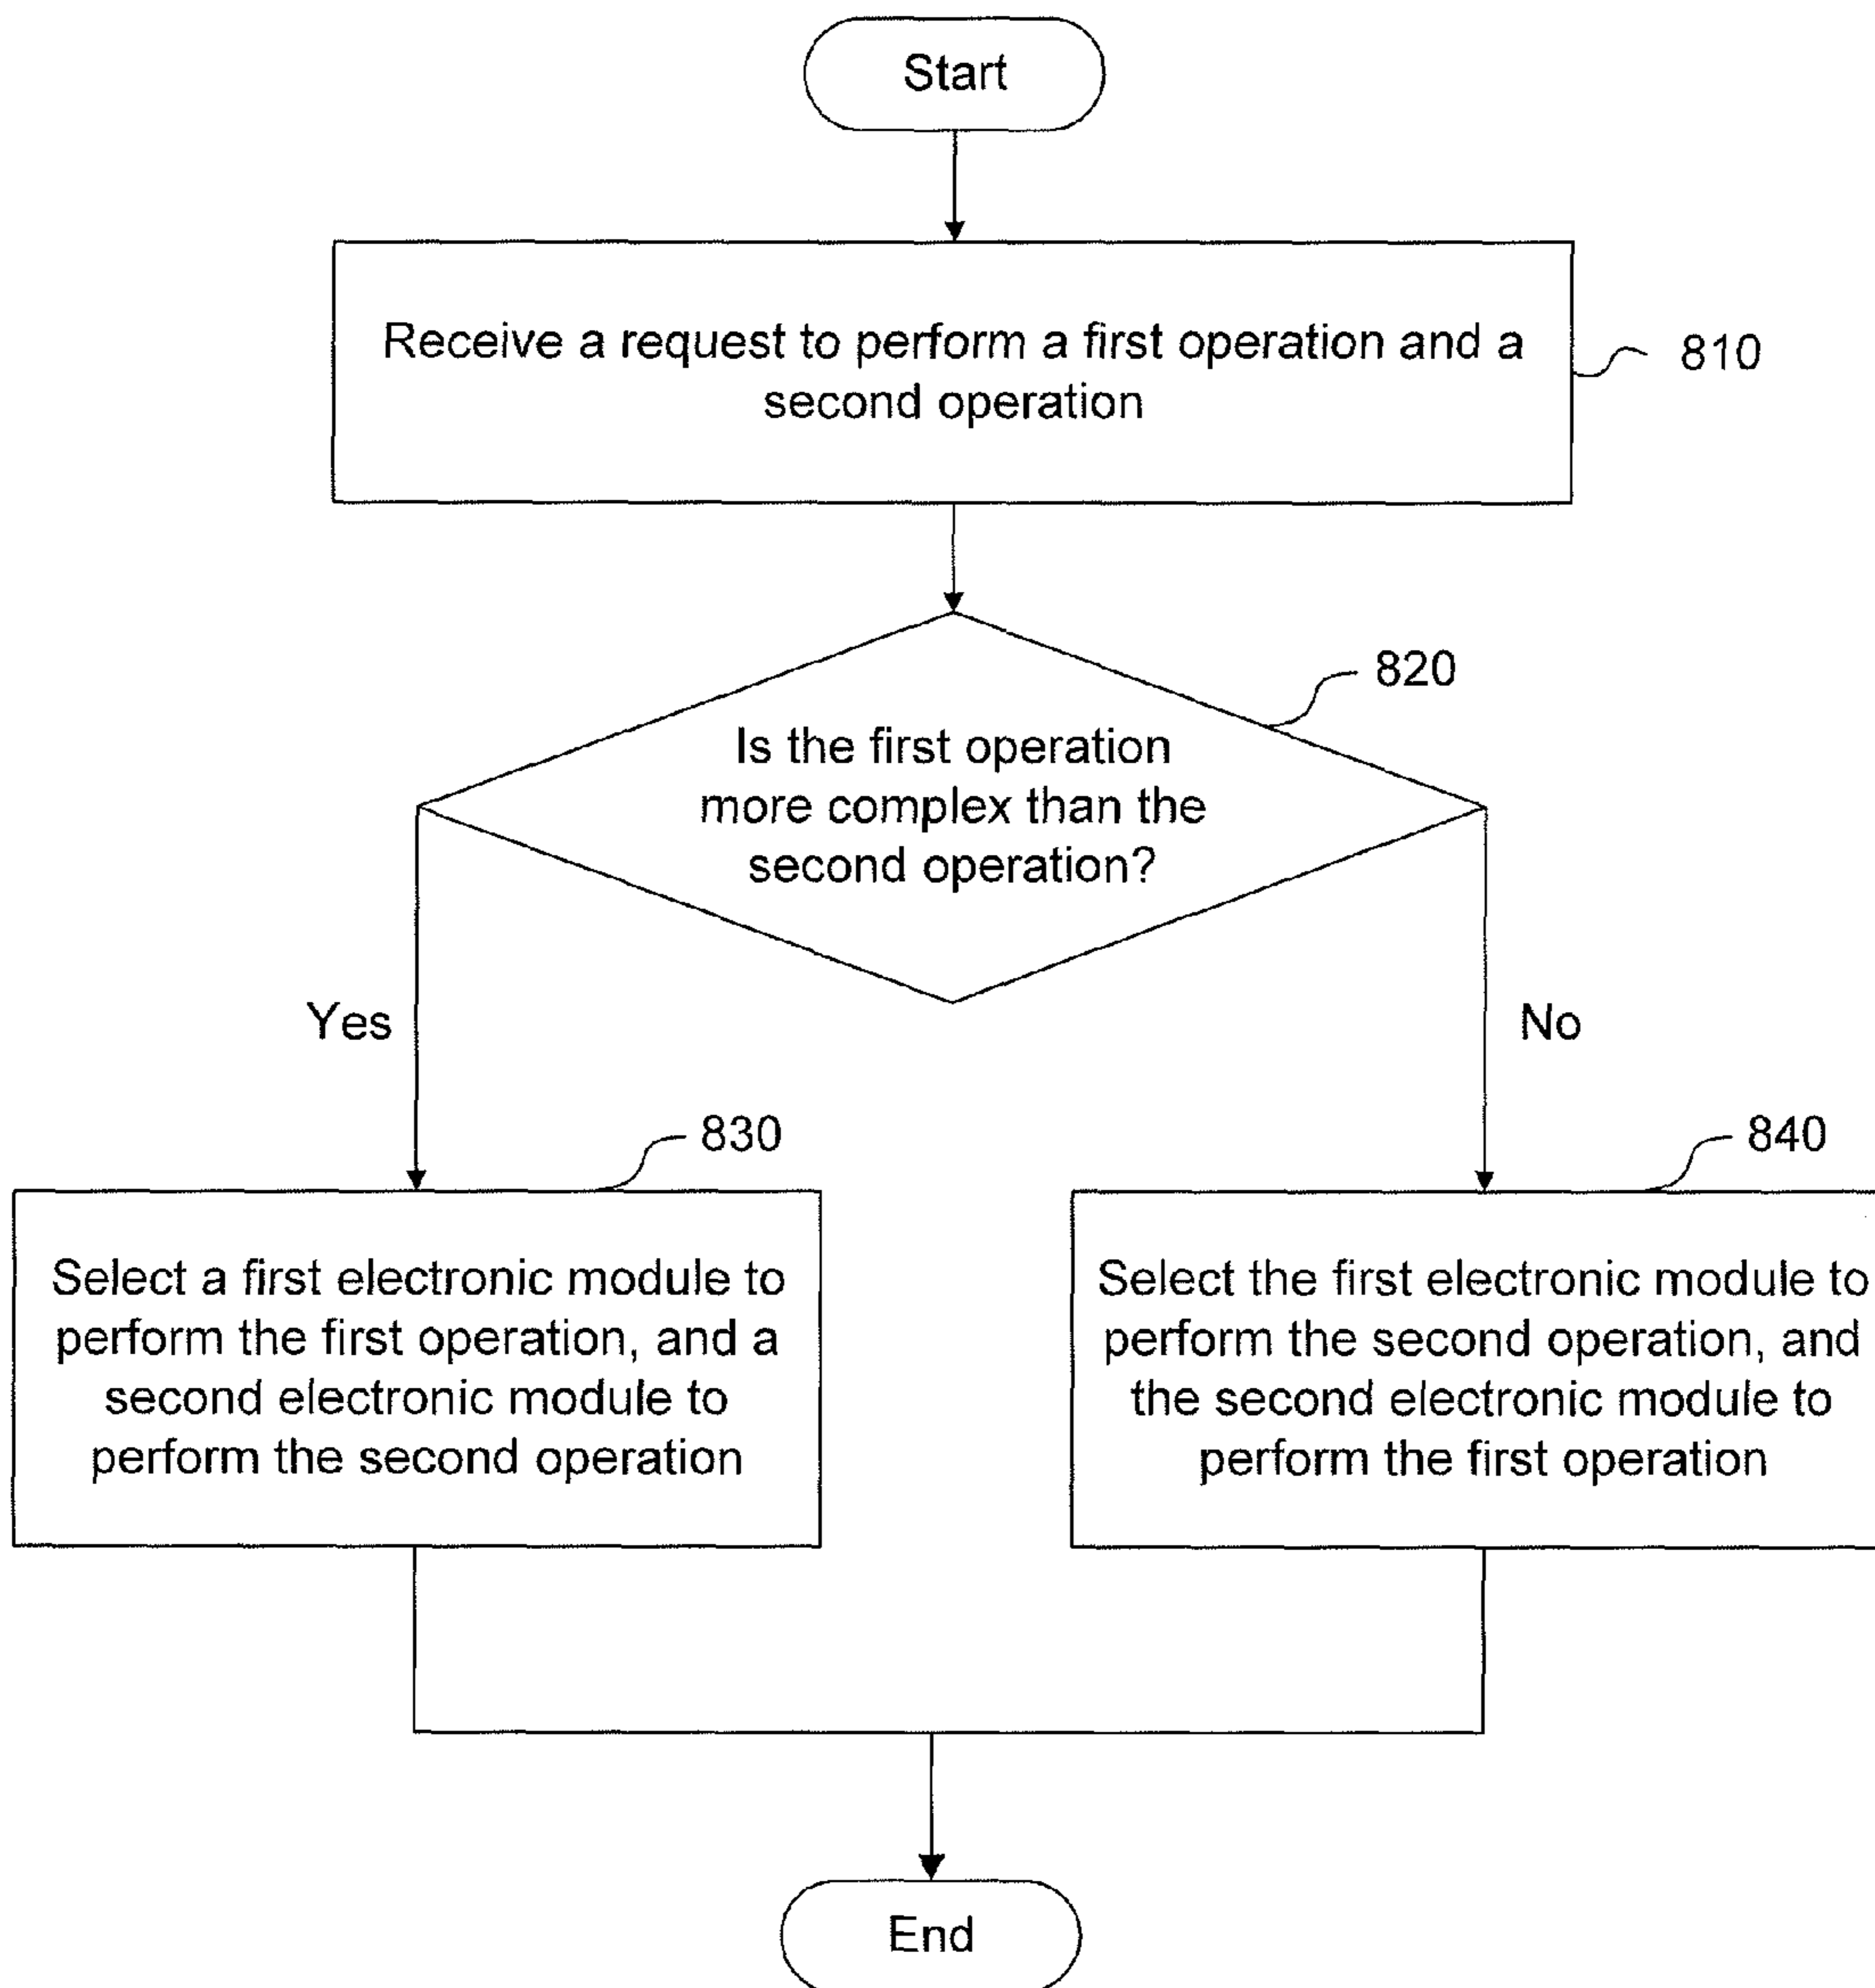 Start
Receive a request to perform a first operation and a
second operation
810
820
Is the first operation
more complex than the
second operation?
Yes
No
830
840
Select a first electronic module to
perform the first operation, and a
second electronic module to
perform the second operation
Select the first electronic module to
perform the second operation, and
the second electronic module to
perform the first operation
End